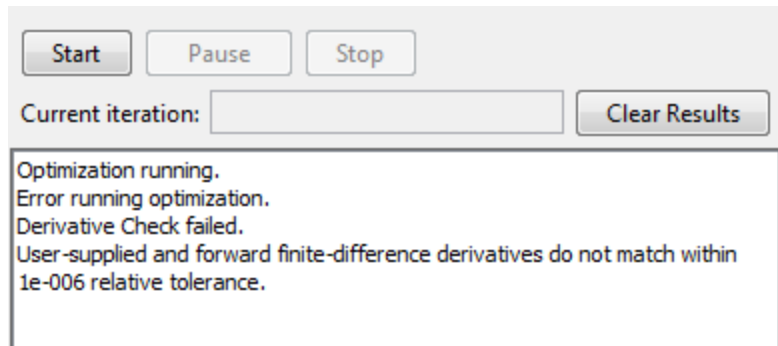 Start Pause Stop
Current iteration: Clear Results
Optimization running.
Error running optimization.
Derivative Check failed.
User-supplied and forward finite-difference derivatives do not match within
1e-006 relative tolerance.